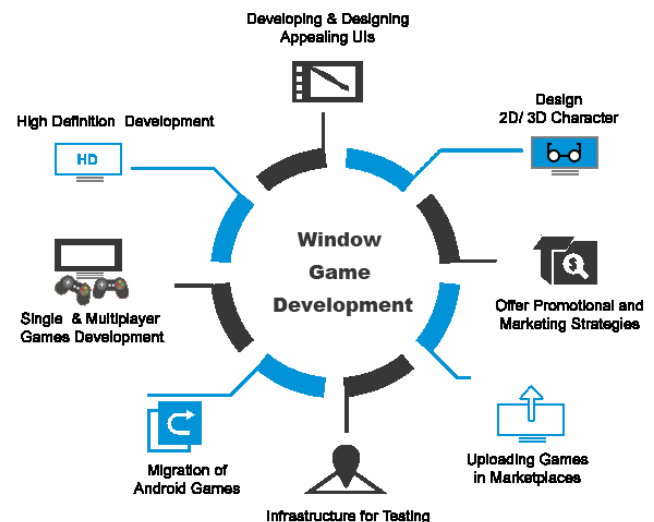 Developing & Designing
Appealing UIs
Design
2D/ 3D Character
High Definition Development
HD
Window
Game
Development
Offer Promotional and
Marketing Strategies
Single & Multiplayer
Games Development
Uploading Games
in Marketplaces
Migration of
Android Games
Infrastructure for Testing